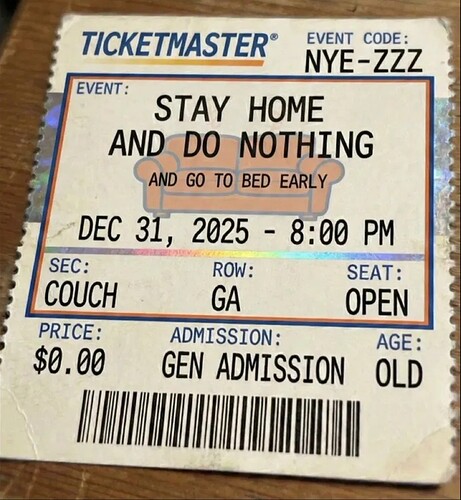 TICKETMASTER®
EVENT CODE:
NYE-ZZZ
EVENT:
STAY HOME
AND DO NOTHING
AND GO TO BED EARLY
DEC 31, 2025 - 8:00 PM
SEC: ROW: SEAT:
COUCH GA OPEN
PRICE: ADMISSION: AGE:
$0.00 GEN ADMISSION OLD